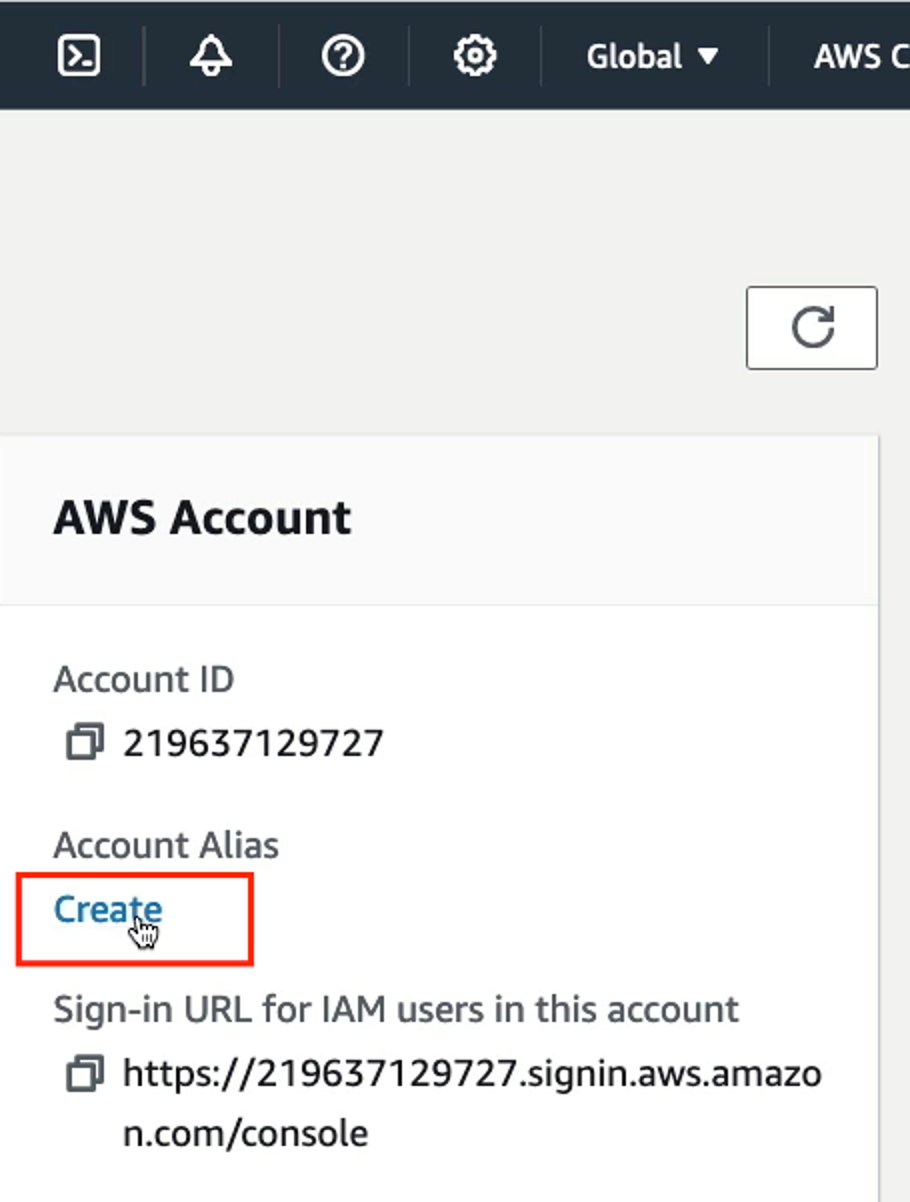 Global ▼ AWS C
AWS Account
Account ID
219637129727
Account Alias
Create
Sign-in URL for IAM users in this account
https://219637129727.signin.aws.amazo
n.com/console